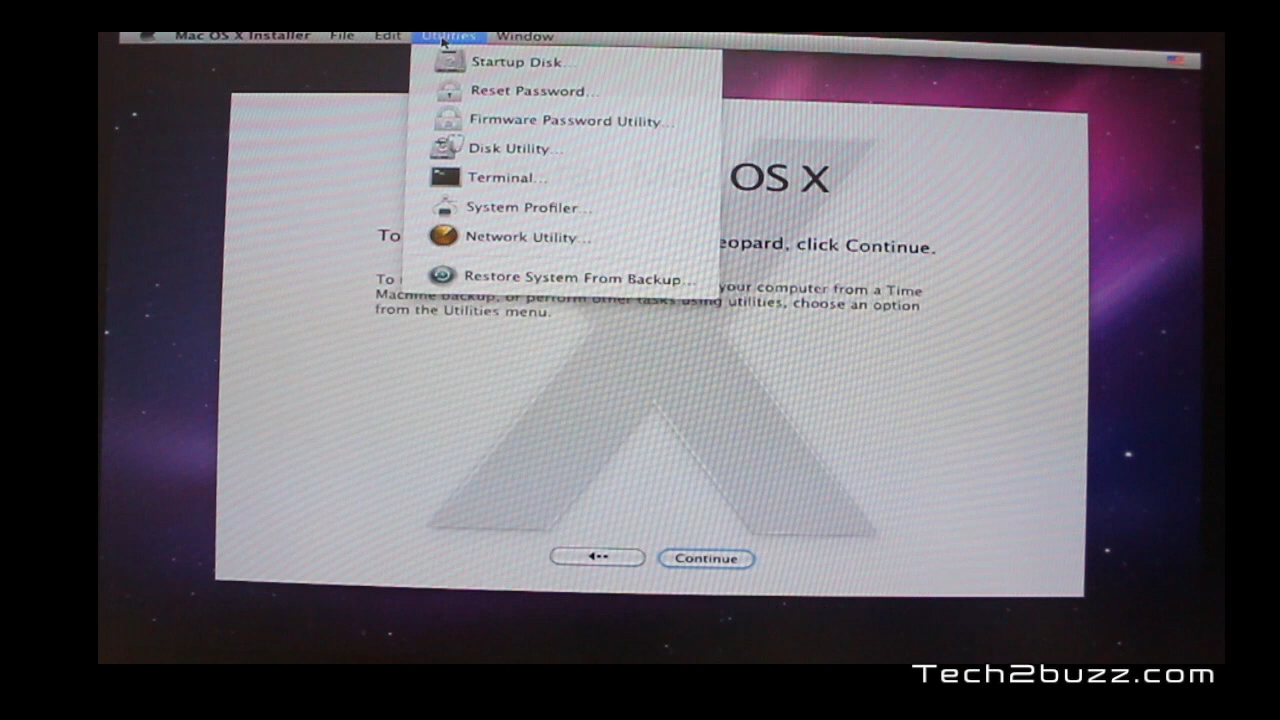 Mac OS X Installer File Edit Utilities Window
Startup Disk...
Reset Password...
Firmware Password Utility...
Disk Utility...
Terminal...
System Profiler...
Network Utility...
Restore System From Backup...
OS X
To eopard, click Continue.
To your computer from a Time
Machine backup, or perform other tasks using utilities, choose an option
from the Utilities menu.
Continue
Tech2buzz.com